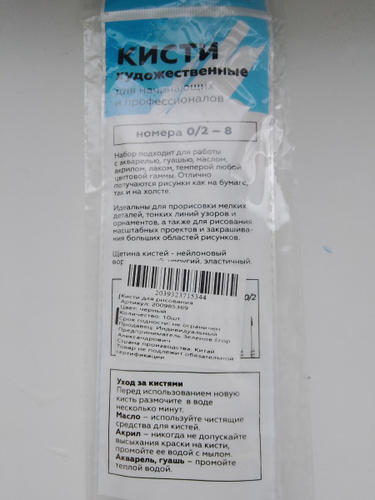 КИСТИ
художественные
для начинающих
и профессионалов
номера 0/2 – 8
Набор подходит для работы
с акварелью, гуашью, маслом,
акрилом, лаком, темперой любой
цветовой гаммы. Отлично
получаются рисунки как на бумаге,
так и на холсте.
Идеальны для прорисовки мелких
деталей, тонких линий узоров и
орнаментов, а также для рисования
масштабных проектов и закрашива-
ния больших областей рисунков.
Щетина кистей - нейлоновый
упругий, эластичный.
2039323715344
0/2
Кисти для рисования
Артикул: 200985369
Цвет: черный
Количество: 10шт.
Срок годности: не ограничен
Продавец: Индивидуальный
Предприниматель Зеленов Егор
Александрович
Страна производства: Китай
Товар не подлежит обязательной
сертификации
Уход за кистями
Перед использованием новую
кисть размочите в воде
несколько минут.
Масло – используйте чистящие
средства для кистей.
Акрил – никогда не допускайте
высыхания краски на кисти,
промойте ее водой с мылом.
Акварель, гуашь – промойте
теплой водой.